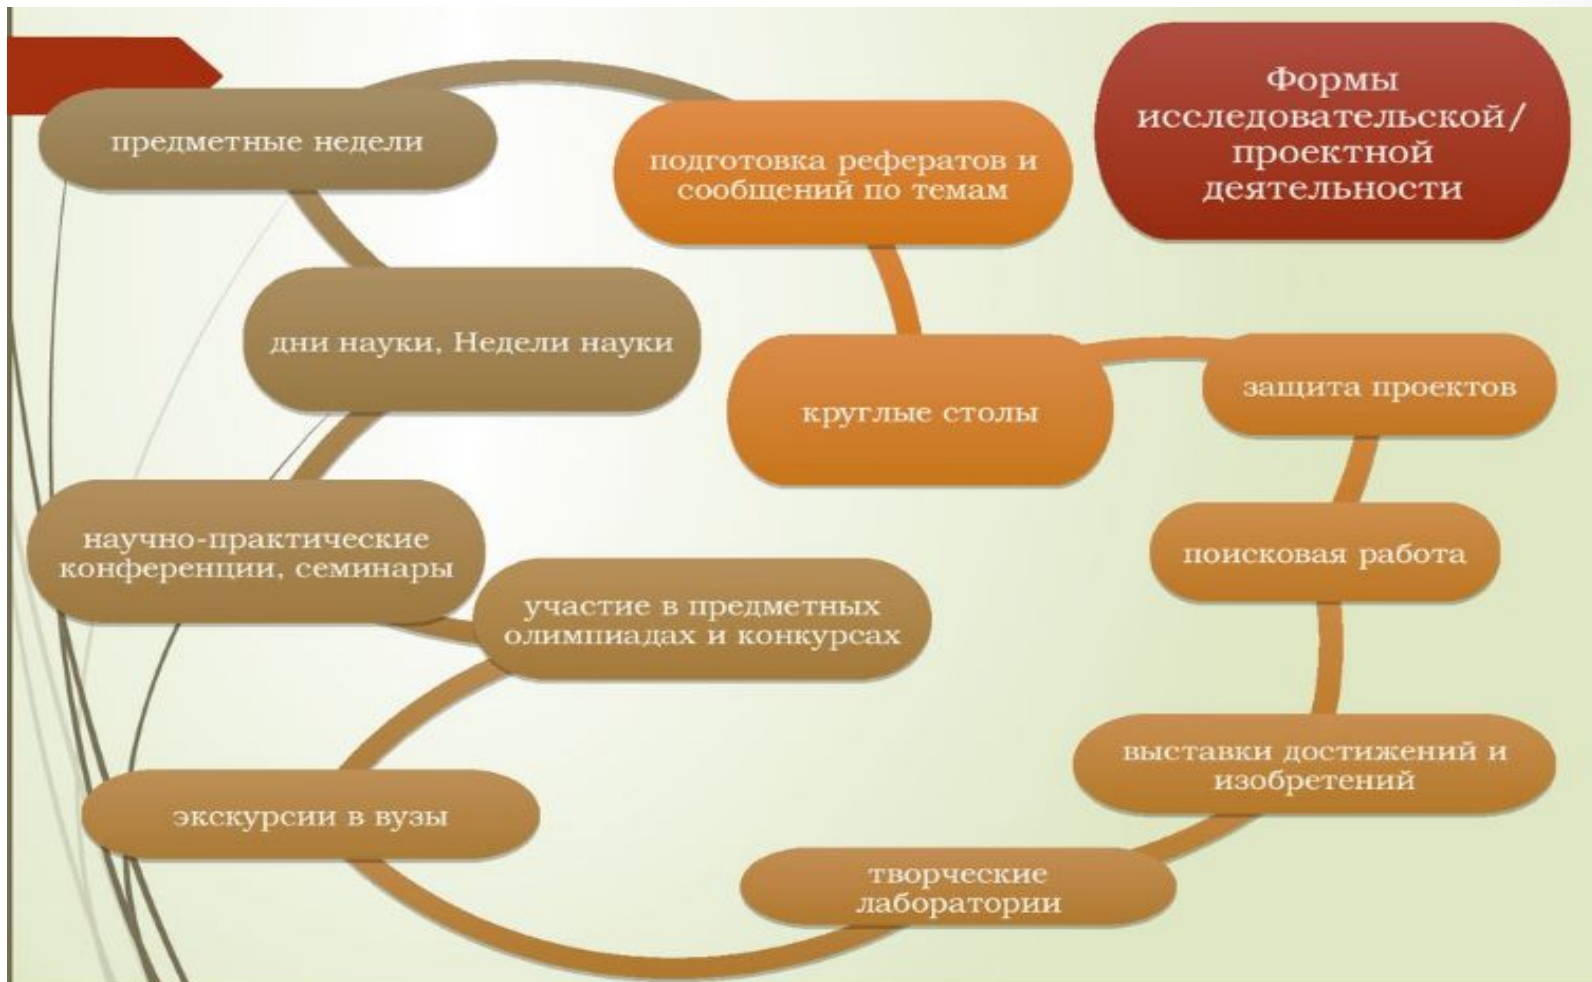 Формы
исследовательской/
проектной
деятельности
предметные недели
подготовка рефератов и
сообщений по темам
дни науки, Недели науки
круглые столы
защита проектов
научно-практические
конференции, семинары
участие в предметных
олимпиадах и конкурсах
поисковая работа
экскурсии в вузы
выставки достижений и
изобретений
творческие
лаборатории